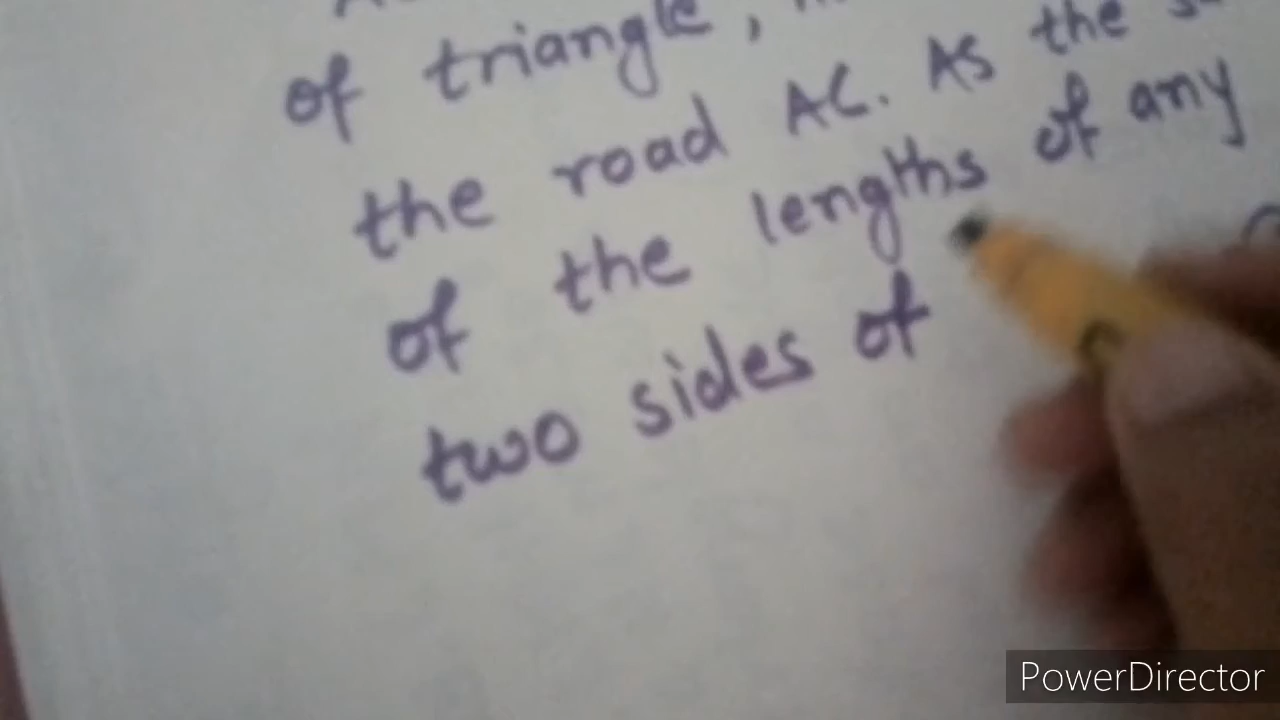 of triangle,
the road AC. As the
of the lengths of any
two sides of
PowerDirector